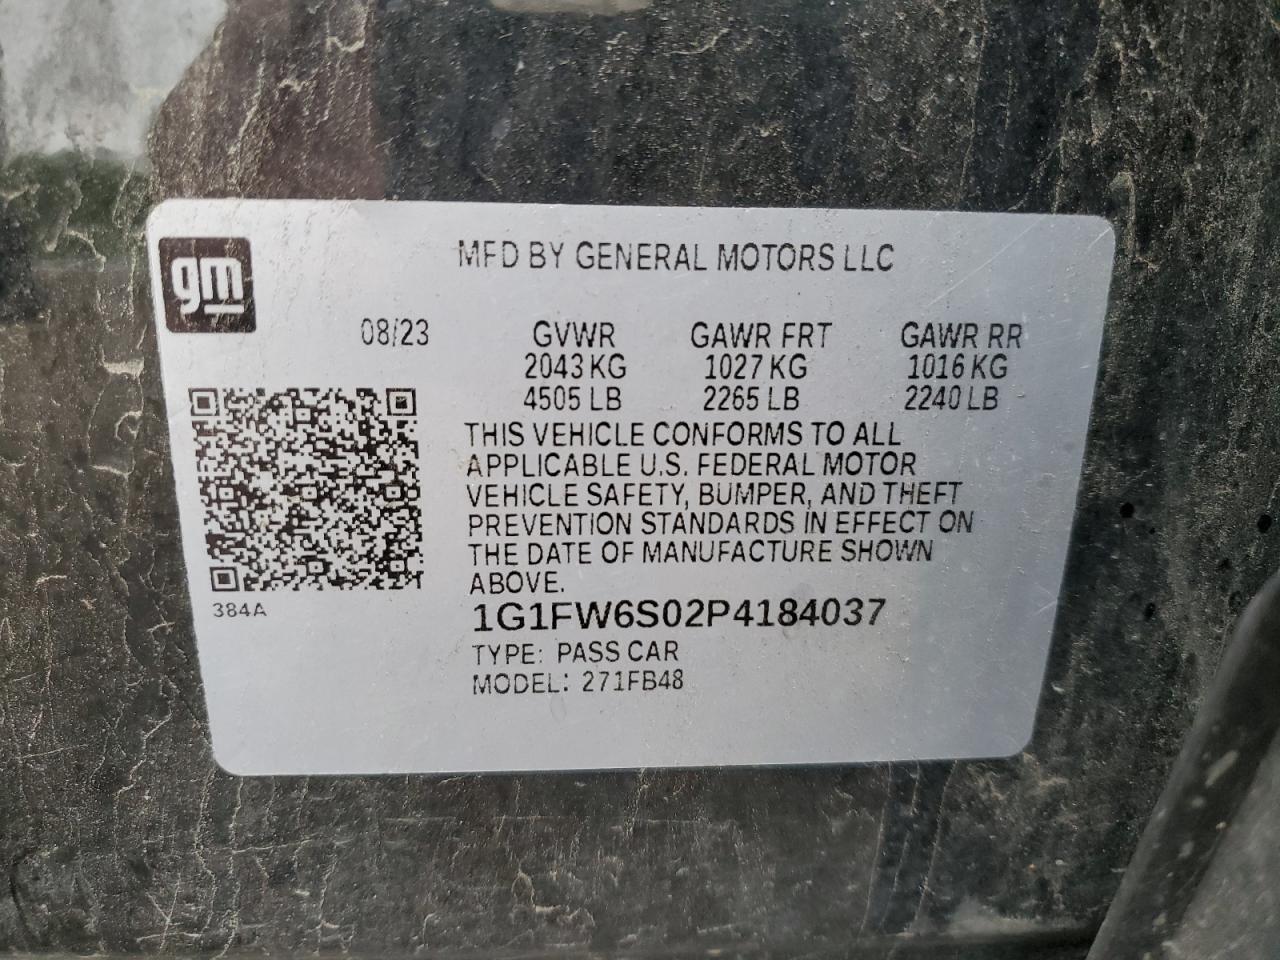 gm
MFD BY GENERAL MOTORS LLC
08/23
GVWR GAWR FRT GAWR RR
2043 KG 1027 KG 1016 KG
4505 LB 2265 LB 2240 LB
THIS VEHICLE CONFORMS TO ALL
APPLICABLE U.S. FEDERAL MOTOR
VEHICLE SAFETY, BUMPER, AND THEFT
PREVENTION STANDARDS IN EFFECT ON
THE DATE OF MANUFACTURE SHOWN
ABOVE.
384A
1G1FW6S02P4184037
TYPE: PASS CAR
MODEL: 271FB48